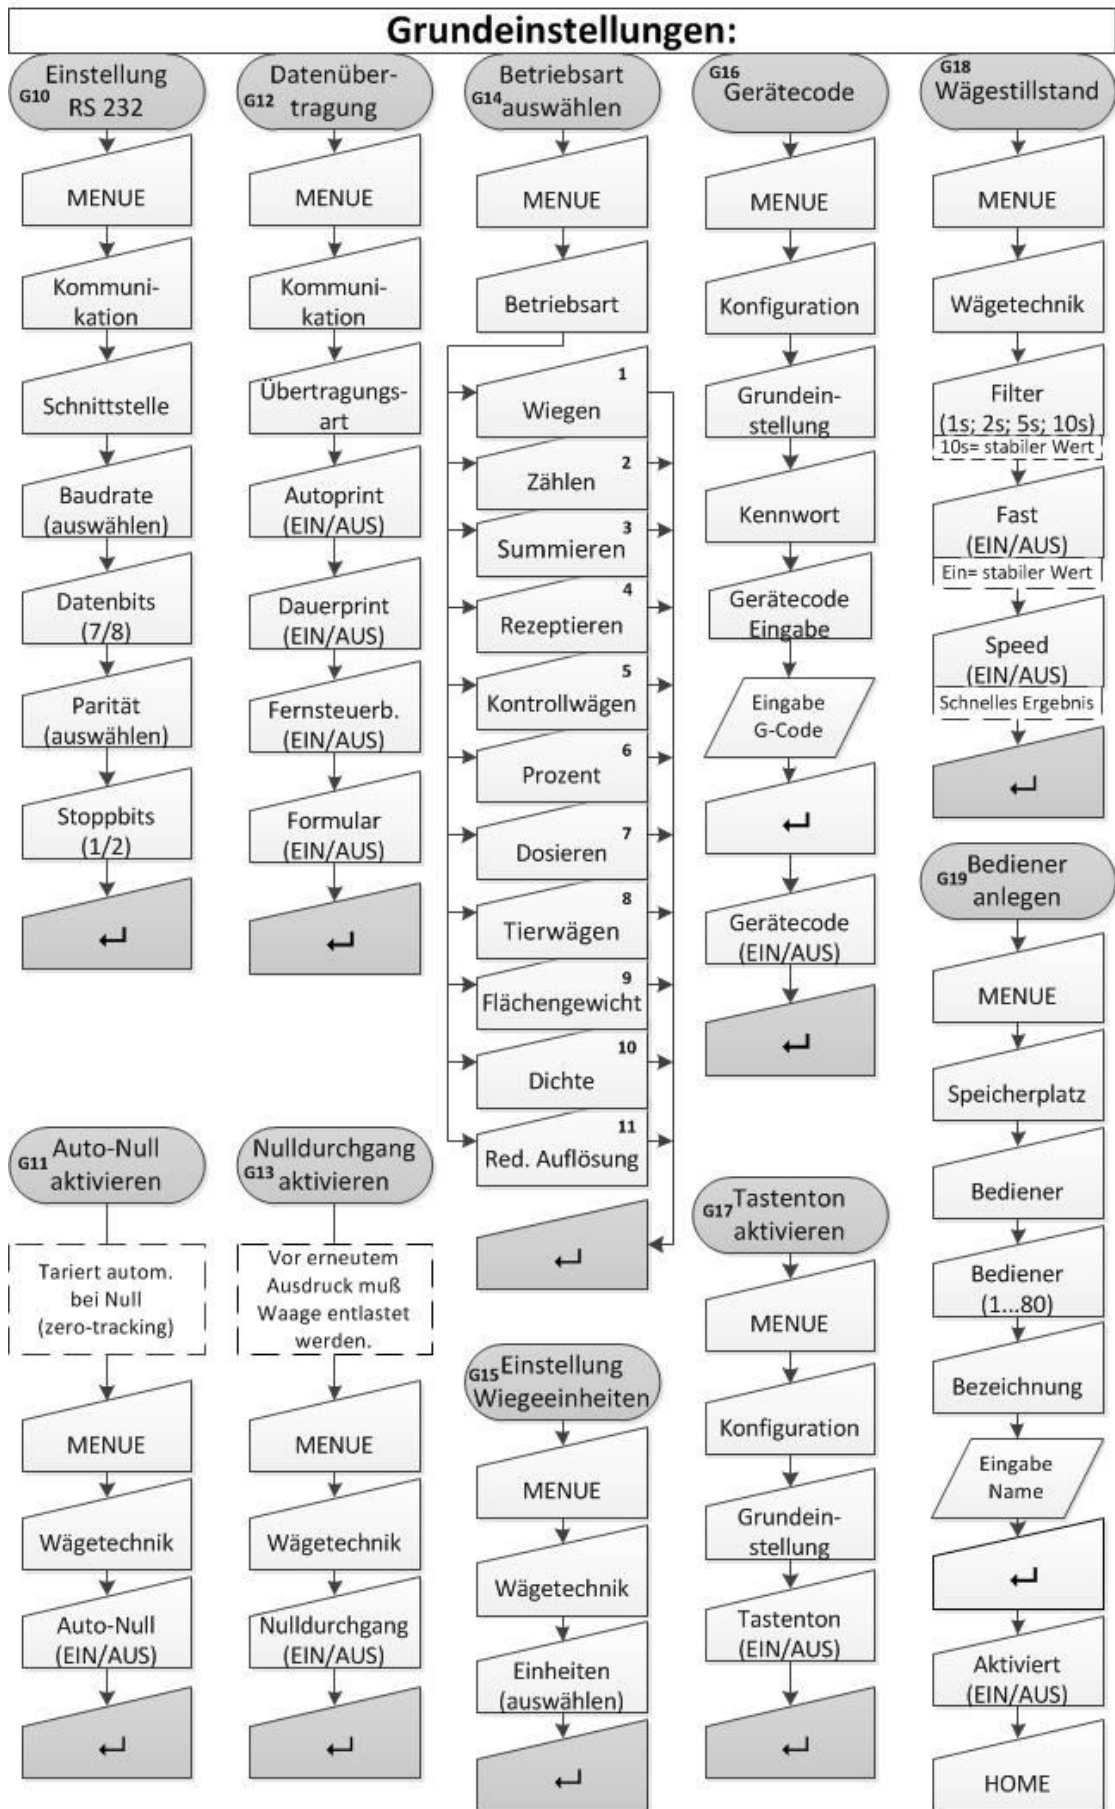 Grundeinstellungen:
G10
Einstellung
RS 232
MENUE
Kommuni-
kation
Schnittstelle
Baudrate
(auswählen)
Datenbits
(7/8)
Parität
(auswählen)
Stoppbits
(1/2)
↵
G11
Auto-Null
aktivieren
Tariert autom.
bei Null
(zero-tracking)
MENUE
Wägetechnik
Auto-Null
(EIN/AUS)
↵
G12
Datenüber-
tragung
MENUE
Kommuni-
kation
Übertragungs-
art
Autoprint
(EIN/AUS)
Dauerprint
(EIN/AUS)
Fernsteuerb.
(EIN/AUS)
Formular
(EIN/AUS)
↵
G13
Nulldurchgang
aktivieren
Vor erneutem
Ausdruck muß
Waage entlastet
werden.
MENUE
Wägetechnik
Nulldurchgang
(EIN/AUS)
↵
G14
Betriebsart
auswählen
MENUE
Betriebsart
1
Wiegen
2
Zählen
3
Summieren
4
Rezeptieren
5
Kontrollwägen
6
Prozent
7
Dosieren
8
Tierwägen
9
Flächengewicht
10
Dichte
11
Red. Auflösung
↵
G15
Einstellung
Wiegeeinheiten
MENUE
Wägetechnik
Einheiten
(auswählen)
↵
G16
Gerätecode
MENUE
Konfiguration
Grundein-
stellung
Kennwort
Gerätecode
Eingabe
Eingabe
G-Code
↵
Gerätecode
(EIN/AUS)
↵
G17
Tastenton
aktivieren
MENUE
Konfiguration
Grundein-
stellung
Tastenton
(EIN/AUS)
↵
G18
Wägestillstand
MENUE
Wägetechnik
Filter
(1s; 2s; 5s; 10s)
10s= stabiler Wert
Fast
(EIN/AUS)
Ein= stabiler Wert
Speed
(EIN/AUS)
Schnelles Ergebnis
↵
G19
Bediener
anlegen
MENUE
Speicherplatz
Bediener
Bediener
(1...80)
Bezeichnung
Eingabe
Name
↵
Aktiviert
(EIN/AUS)
HOME